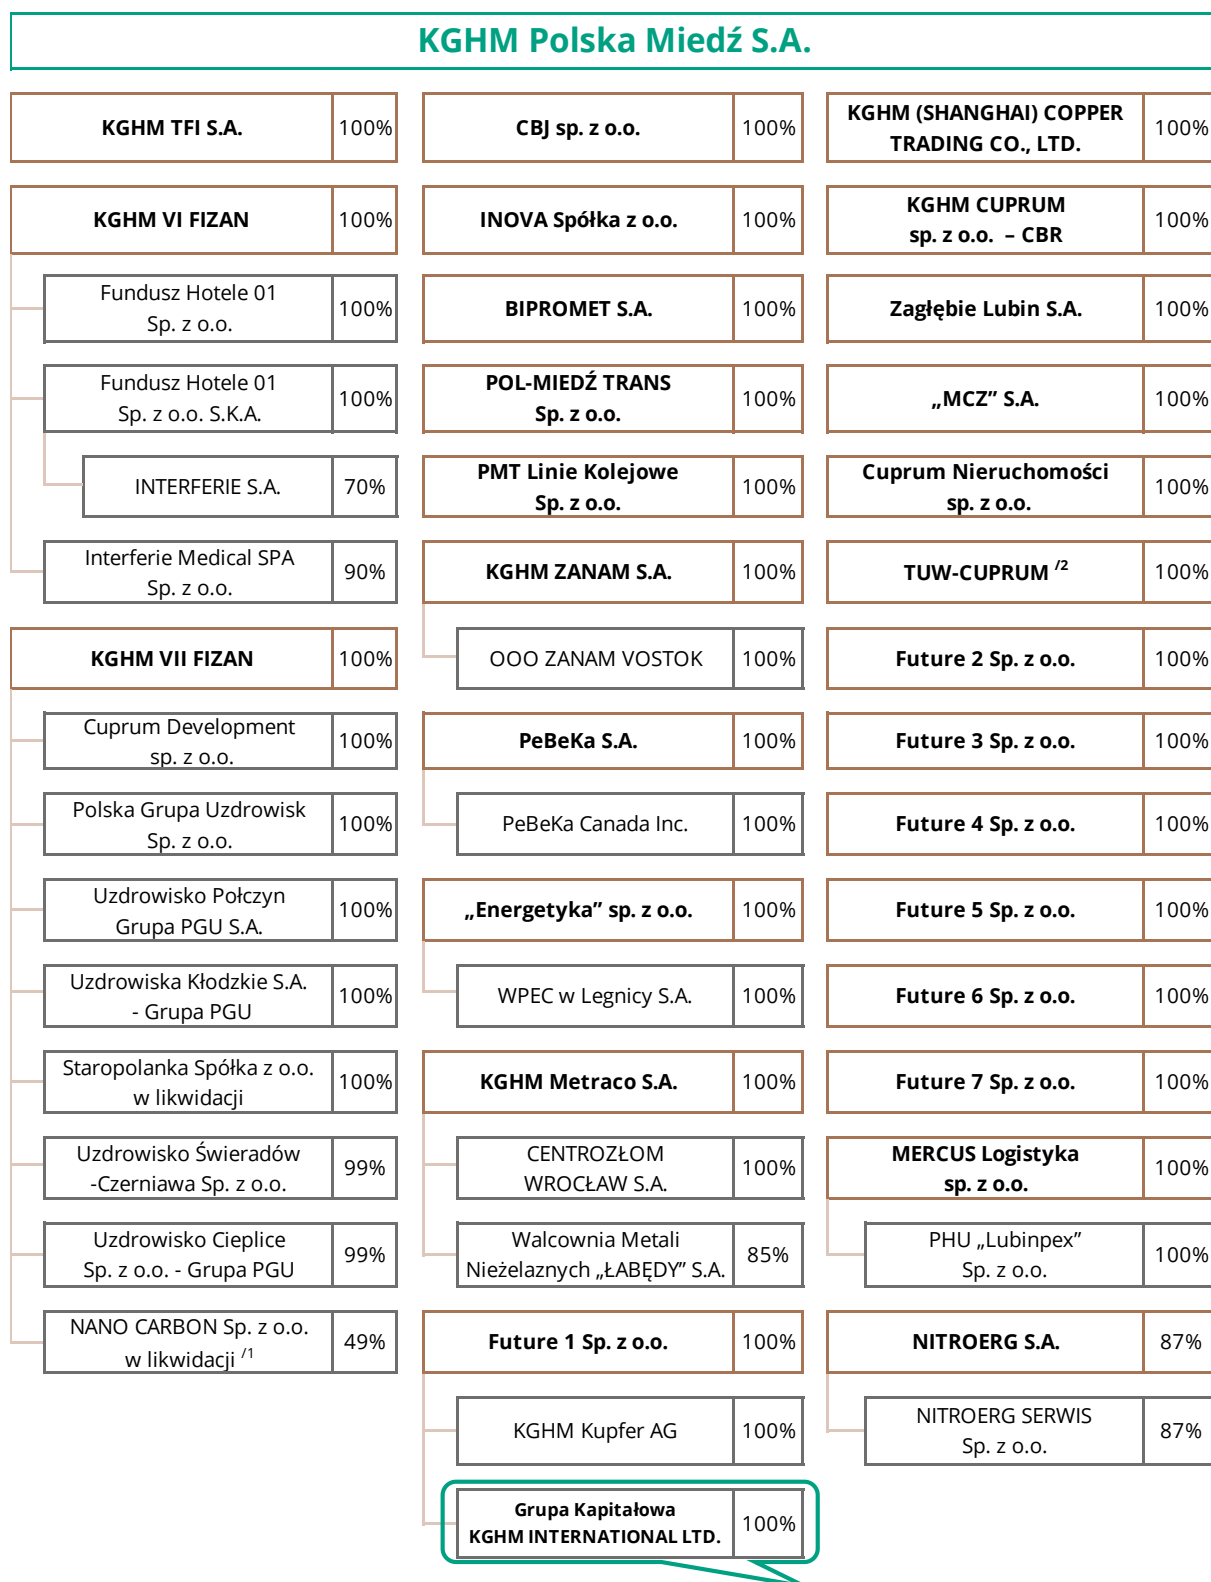 KGHM Polska Miedź S.A.
KGHM TFI S.A.
100%
KGHM VI FIZAN
100%
Fundusz Hotele 01
Sp. z o.o.
100%
Fundusz Hotele 01
Sp. z o.o. S.K.A.
100%
INTERFERIE S.A.
70%
Interferie Medical SPA
Sp. z o.o.
90%
KGHM VII FIZAN
100%
Cuprum Development
sp. z o.o.
100%
Polska Grupa Uzdrowisk
Sp. z o.o.
100%
Uzdrowisko Połczyn
Grupa PGU S.A.
100%
Uzdrowiska Kłodzkie S.A.
- Grupa PGU
100%
Staropolanka Spółka z o.o.
w likwidacji
100%
Uzdrowisko Świeradów
-Czerniawa Sp. z o.o.
99%
Uzdrowisko Cieplice
Sp. z o.o. - Grupa PGU
99%
NANO CARBON Sp. z o.o.
w likwidacji /1
49%
CBJ sp. z o.o.
100%
INOVA Spółka z o.o.
100%
BIPROMET S.A.
100%
POL-MIEDŹ TRANS
Sp. z o.o.
100%
PMT Linie Kolejowe
Sp. z o.o.
100%
KGHM ZANAM S.A.
100%
OOO ZANAM VOSTOK
100%
PeBeKa S.A.
100%
PeBeKa Canada Inc.
100%
„Energetyka” sp. z o.o.
100%
WPEC w Legnicy S.A.
100%
KGHM Metraco S.A.
100%
CENTROZŁOM
WROCŁAW S.A.
100%
Walcownia Metali
Nieżelaznych „ŁABĘDY” S.A.
85%
Future 1 Sp. z o.o.
100%
KGHM Kupfer AG
100%
Grupa Kapitałowa
KGHM INTERNATIONAL LTD.
100%
KGHM (SHANGHAI) COPPER
TRADING CO., LTD.
100%
KGHM CUPRUM
sp. z o.o. – CBR
100%
Zagłębie Lubin S.A.
100%
„MCZ” S.A.
100%
Cuprum Nieruchomości
sp. z o.o.
100%
TUW-CUPRUM /2
100%
Future 2 Sp. z o.o.
100%
Future 3 Sp. z o.o.
100%
Future 4 Sp. z o.o.
100%
Future 5 Sp. z o.o.
100%
Future 6 Sp. z o.o.
100%
Future 7 Sp. z o.o.
100%
MERCUS Logistyka
sp. z o.o.
100%
PHU „Lubinpex”
Sp. z o.o.
100%
NITROERG S.A.
87%
NITROERG SERWIS
Sp. z o.o.
87%